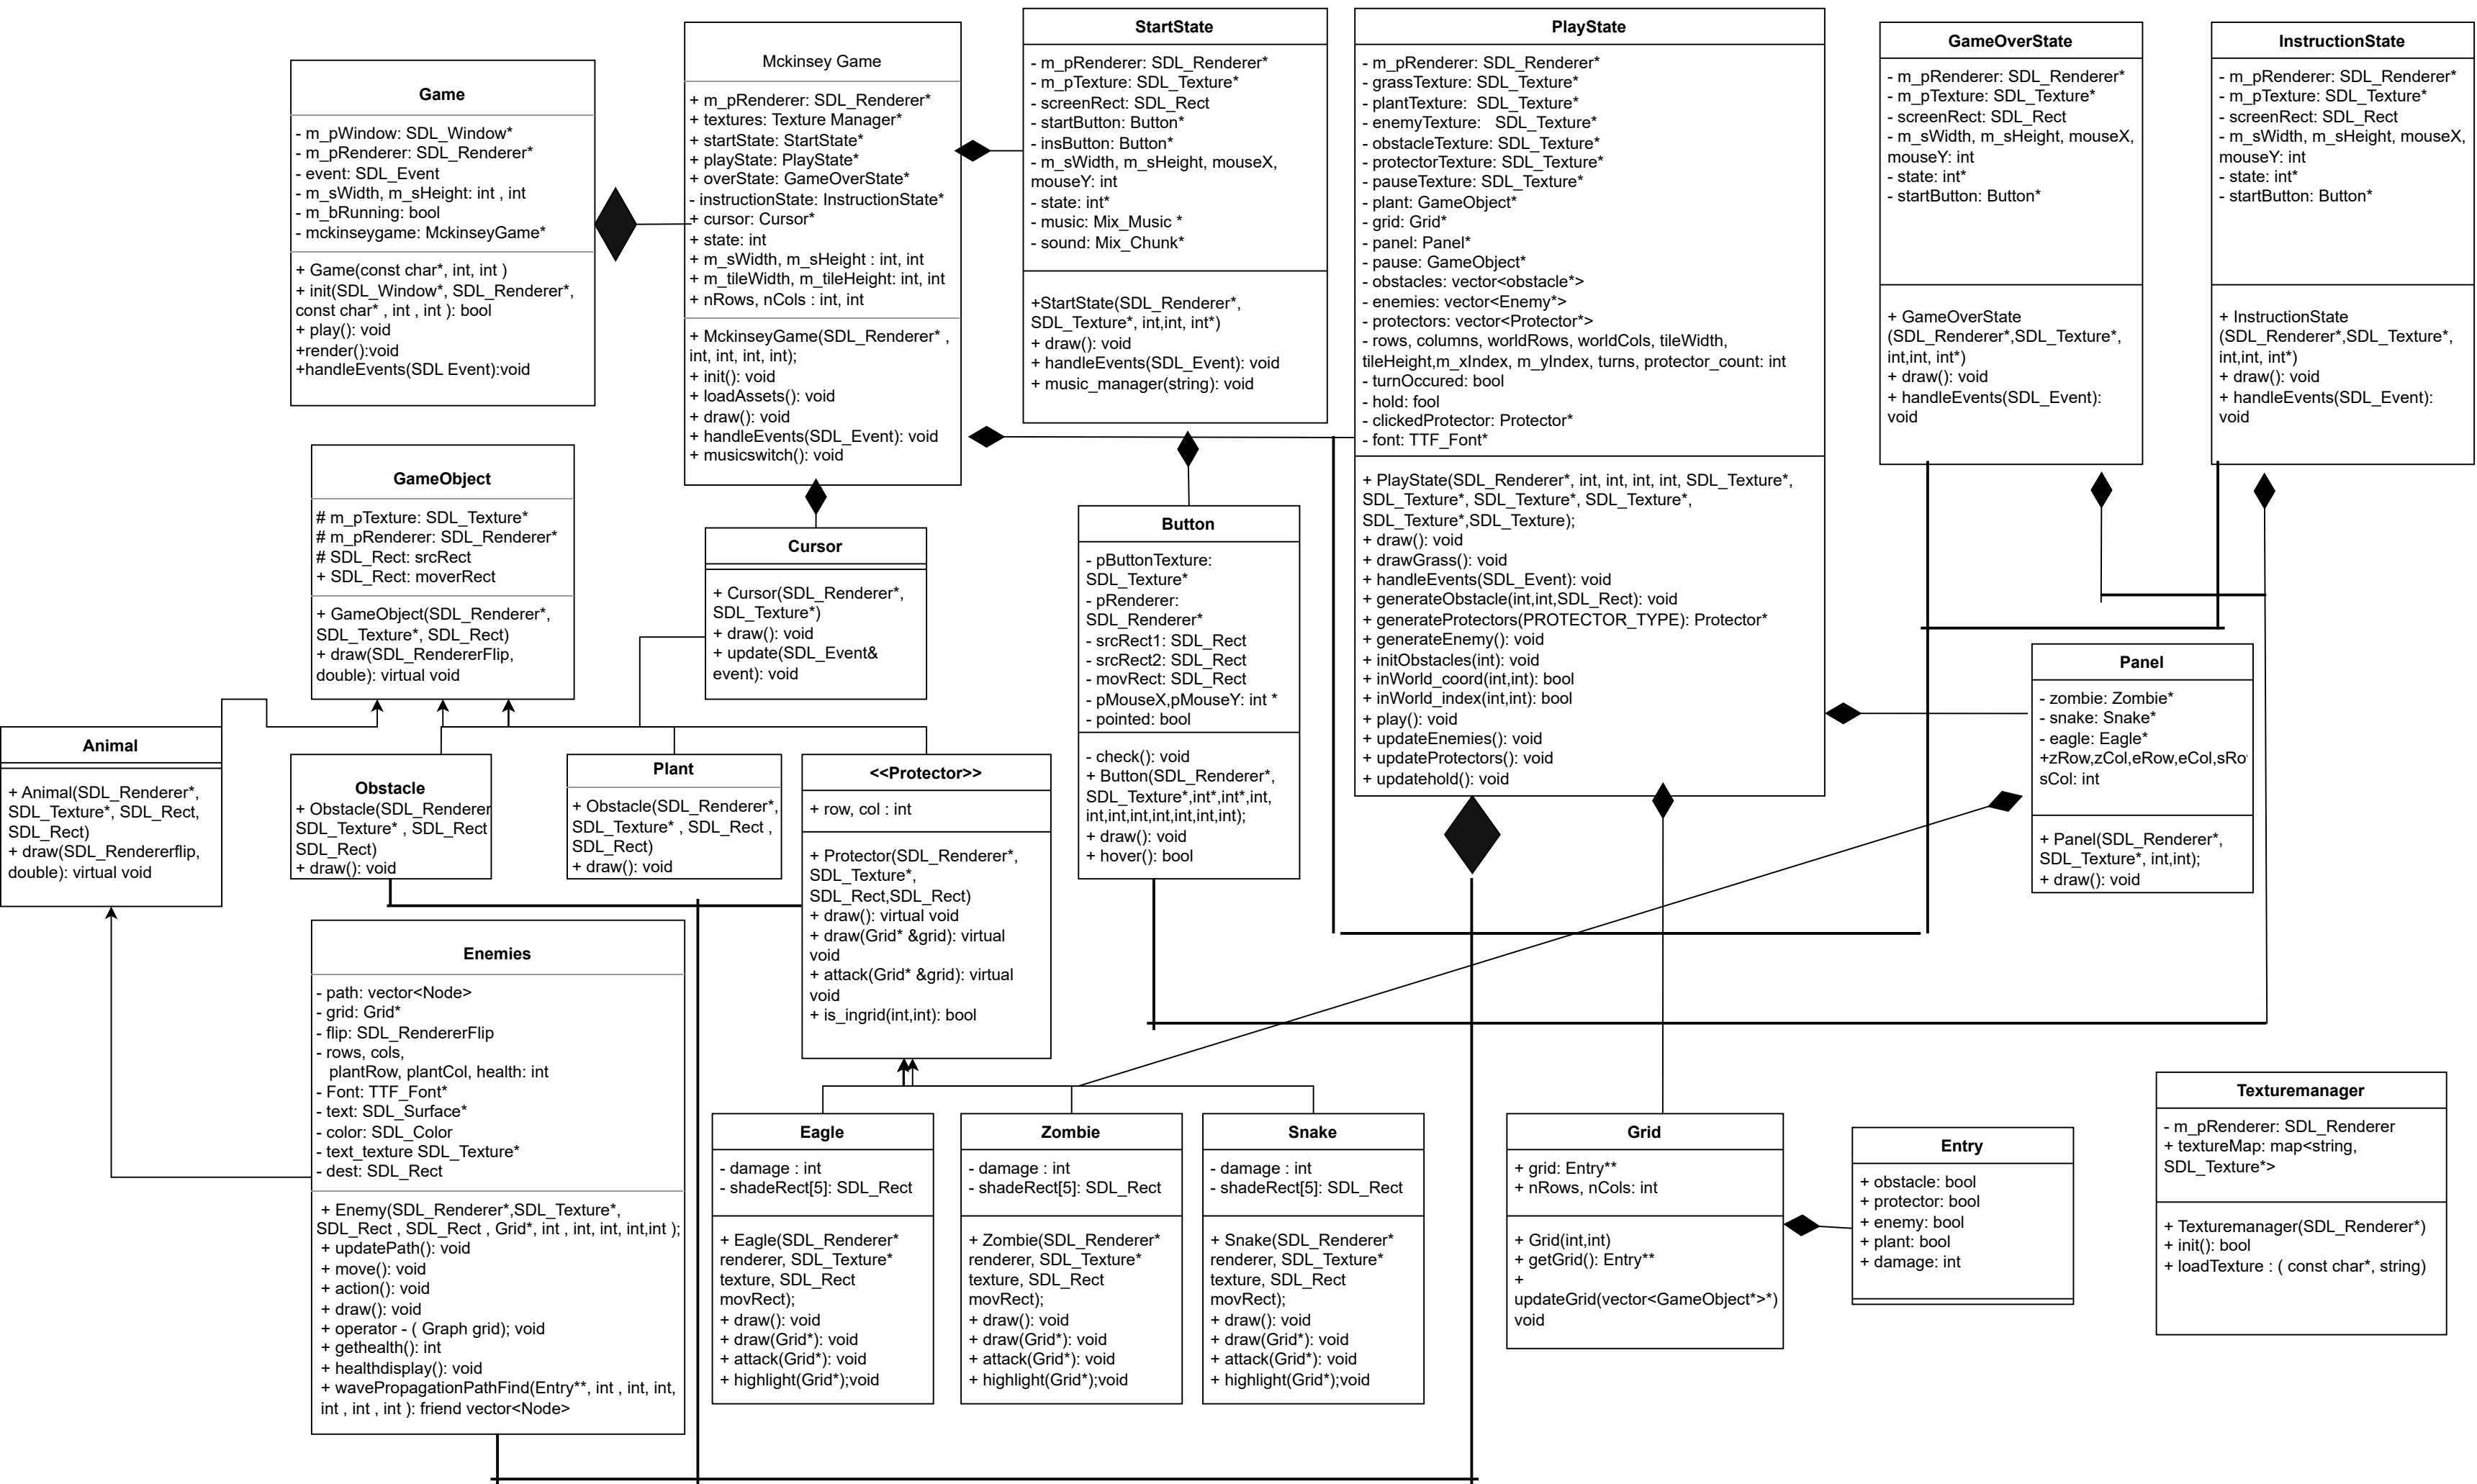 Game
- m_pWindow: SDL_Window*
- m_pRenderer: SDL_Renderer*
- event: SDL_Event
- m_sWidth, m_sHeight: int , int
- m_bRunning: bool
- mckinseygame: MckinseyGame*
+ Game(const char*, int, int )
+ init(SDL_Window*, SDL_Renderer*,
const char* , int , int ): bool
+ play(): void
+render():void
+handleEvents(SDL Event):void
Mckinsey Game
+ m_pRenderer: SDL_Renderer*
+ textures: Texture Manager*
+ startState: StartState*
+ playState: PlayState*
+ overState: GameOverState*
- instructionState: InstructionState*
+ cursor: Cursor*
+ state: int
+ m_sWidth, m_sHeight : int, int
+ m_tileWidth, m_tileHeight: int, int
+ nRows, nCols : int, int
+ MckinseyGame(SDL_Renderer* ,
int, int, int, int);
+ init(): void
+ loadAssets(): void
+ draw(): void
+ handleEvents(SDL_Event): void
+ musicswitch(): void
StartState
- m_pRenderer: SDL_Renderer*
- m_pTexture: SDL_Texture*
- screenRect: SDL_Rect
- startButton: Button*
- insButton: Button*
- m_sWidth, m_sHeight, mouseX,
mouseY: int
- state: int*
- music: Mix_Music *
- sound: Mix_Chunk*
+StartState(SDL_Renderer*,
SDL_Texture*, int,int, int*)
+ draw(): void
+ handleEvents(SDL_Event): void
+ music_manager(string): void
PlayState
- m_pRenderer: SDL_Renderer*
- grassTexture: SDL_Texture*
- plantTexture: SDL_Texture*
- enemyTexture: SDL_Texture*
- obstacleTexture: SDL_Texture*
- protectorTexture: SDL_Texture*
- pauseTexture: SDL_Texture*
- plant: GameObject*
- grid: Grid*
- panel: Panel*
- pause: GameObject*
- obstacles: vector<obstacle*>
- enemies: vector<Enemy*>
- protectors: vector<Protector*>
- rows, columns, worldRows, worldCols, tileWidth,
tileHeight,m_xIndex, m_yIndex, turns, protector_count: int
- turnOccured: bool
- hold: fool
- clickedProtector: Protector*
- font: TTF_Font*
+ PlayState(SDL_Renderer*, int, int, int, int, SDL_Texture*,
SDL_Texture*, SDL_Texture*, SDL_Texture*,
SDL_Texture*,SDL_Texture);
+ draw(): void
+ drawGrass(): void
+ handleEvents(SDL_Event): void
+ generateObstacle(int,int,SDL_Rect): void
+ generateProtectors(PROTECTOR_TYPE): Protector*
+ generateEnemy(): void
+ initObstacles(int): void
+ inWorld_coord(int,int): bool
+ inWorld_index(int,int): bool
+ play(): void
+ updateEnemies(): void
+ updateProtectors(): void
+ updatehold(): void
GameOverState
- m_pRenderer: SDL_Renderer*
- m_pTexture: SDL_Texture*
- screenRect: SDL_Rect
- m_sWidth, m_sHeight, mouseX,
mouseY: int
- state: int*
- startButton: Button*
+ GameOverState
(SDL_Renderer*,SDL_Texture*,
int,int, int*)
+ draw(): void
+ handleEvents(SDL_Event):
void
InstructionState
- m_pRenderer: SDL_Renderer*
- m_pTexture: SDL_Texture*
- screenRect: SDL_Rect
- m_sWidth, m_sHeight, mouseX,
mouseY: int
- state: int*
- startButton: Button*
+ InstructionState
(SDL_Renderer*,SDL_Texture*,
int,int, int*)
+ draw(): void
+ handleEvents(SDL_Event):
void
GameObject
# m_pTexture: SDL_Texture*
# m_pRenderer: SDL_Renderer*
# SDL_Rect: srcRect
+ SDL_Rect: moverRect
+ GameObject(SDL_Renderer*,
SDL_Texture*, SDL_Rect)
+ draw(SDL_RendererFlip,
double): virtual void
Cursor
+ Cursor(SDL_Renderer*,
SDL_Texture*)
+ draw(): void
+ update(SDL_Event&
event): void
Button
- pButtonTexture:
SDL_Texture*
- pRenderer:
SDL_Renderer*
- srcRect1: SDL_Rect
- srcRect2: SDL_Rect
- movRect: SDL_Rect
- pMouseX,pMouseY: int *
- pointed: bool
- check(): void
+ Button(SDL_Renderer*,
SDL_Texture*,int*,int*,int,
int,int,int,int,int,int,int);
+ draw(): void
+ hover(): bool
Panel
- zombie: Zombie*
- snake: Snake*
- eagle: Eagle*
+zRow,zCol,eRow,eCol,sRo
sCol: int
+ Panel(SDL_Renderer*,
SDL_Texture*, int,int);
+ draw(): void
Animal
+ Animal(SDL_Renderer*,
SDL_Texture*, SDL_Rect,
SDL_Rect)
+ draw(SDL_Rendererflip,
double): virtual void
Obstacle
+ Obstacle(SDL_Renderer
SDL_Texture* , SDL_Rect
SDL_Rect)
+ draw(): void
Plant
+ Obstacle(SDL_Renderer*,
SDL_Texture* , SDL_Rect ,
SDL_Rect)
+ draw(): void
<<Protector>>
+ row, col : int
+ Protector(SDL_Renderer*,
SDL_Texture*,
SDL_Rect,SDL_Rect)
+ draw(): virtual void
+ draw(Grid* &grid): virtual
void
+ attack(Grid* &grid): virtual
void
+ is_ingrid(int,int): bool
Enemies
- path: vector<Node>
- grid: Grid*
- flip: SDL_RendererFlip
- rows, cols,
plantRow, plantCol, health: int
- Font: TTF_Font*
- text: SDL_Surface*
- color: SDL_Color
- text_texture SDL_Texture*
- dest: SDL_Rect
+ Enemy(SDL_Renderer*,SDL_Texture*,
SDL_Rect , SDL_Rect , Grid*, int , int, int, int,int );
+ updatePath(): void
+ move(): void
+ action(): void
+ draw(): void
+ operator - ( Graph grid); void
+ gethealth(): int
+ healthdisplay(): void
+ wavePropagationPathFind(Entry**, int , int, int,
int , int , int ): friend vector<Node>
Eagle
- damage : int
- shadeRect[5]: SDL_Rect
+ Eagle(SDL_Renderer*
renderer, SDL_Texture*
texture, SDL_Rect
movRect);
+ draw(): void
+ draw(Grid*): void
+ attack(Grid*): void
+ highlight(Grid*);void
Zombie
- damage : int
- shadeRect[5]: SDL_Rect
+ Zombie(SDL_Renderer*
renderer, SDL_Texture*
texture, SDL_Rect
movRect);
+ draw(): void
+ draw(Grid*): void
+ attack(Grid*): void
+ highlight(Grid*);void
Snake
- damage : int
- shadeRect[5]: SDL_Rect
+ Snake(SDL_Renderer*
renderer, SDL_Texture*
texture, SDL_Rect
movRect);
+ draw(): void
+ draw(Grid*): void
+ attack(Grid*): void
+ highlight(Grid*);void
Grid
+ grid: Entry**
+ nRows, nCols: int
+ Grid(int,int)
+ getGrid(): Entry**
+
updateGrid(vector<GameObject*>*)
void
Entry
+ obstacle: bool
+ protector: bool
+ enemy: bool
+ plant: bool
+ damage: int
Texturemanager
- m_pRenderer: SDL_Renderer
+ textureMap: map<string,
SDL_Texture*>
+ Texturemanager(SDL_Renderer*)
+ init(): bool
+ loadTexture : ( const char*, string)